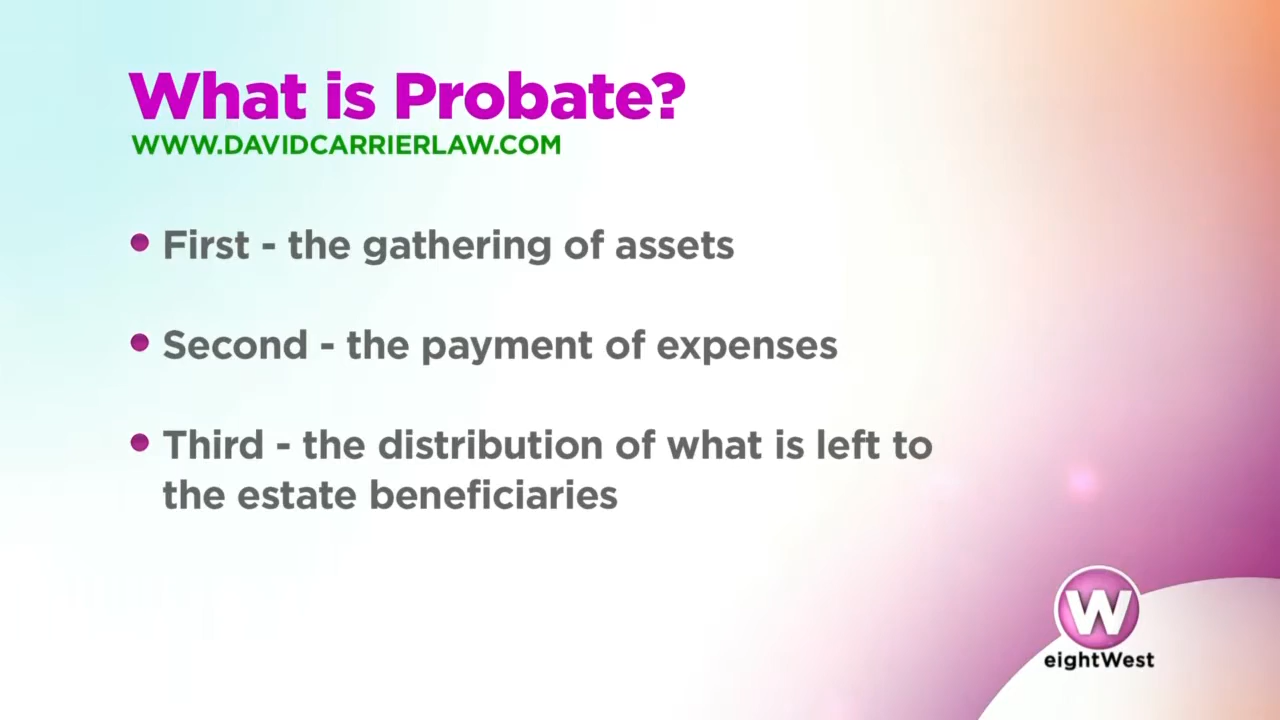 What is Probate?
WWW.DAVIDCARRIERLAW.COM
• First - the gathering of assets
• Second - the payment of expenses
• Third - the distribution of what is left to
the estate beneficiaries
W
eightWest